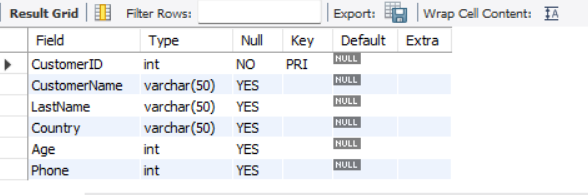 Result Grid Filter Rows: Export: Wrap Cell Content: IA
Field Type Null Key Default Extra
CustomerID int NO PRI NULL
CustomerName varchar(50) YES NULL
LastName varchar(50) YES NULL
Country varchar(50) YES NULL
Age int YES NULL
Phone int YES NULL